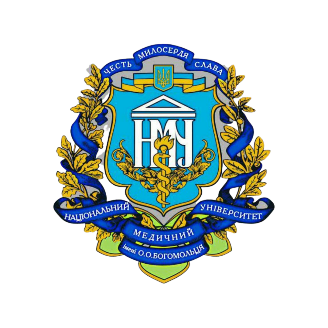 ЧЕСТЬ МИЛОСЕРДЯ СЛАВА
НМУ
НАЦІОНАЛЬНИЙ УНІВЕРСИТЕТ
МЕДИЧНИЙ
імені О.О.БОГОМОЛЬЦЯ